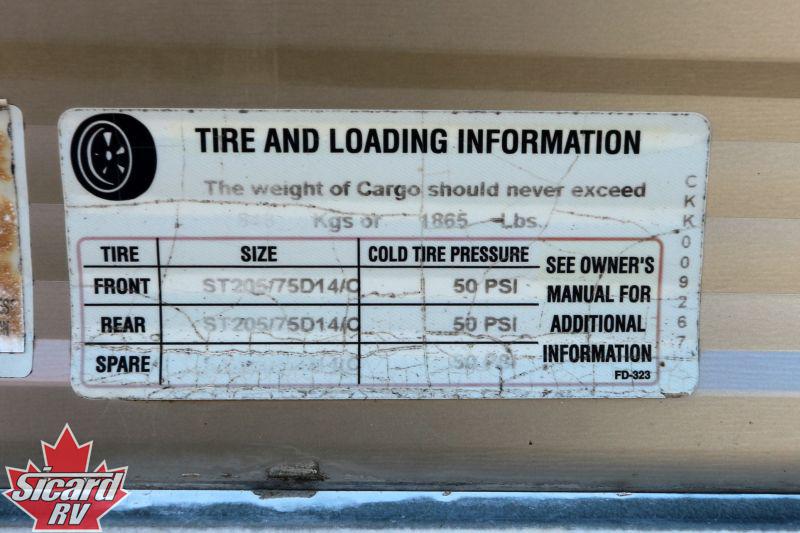 TIRE AND LOADING INFORMATION
The weight of Cargo should never exceed
Kgs or 1865 Lbs.
TIRE SIZE COLD TIRE PRESSURE
FRONT ST205/75D14/C 50 PSI
REAR ST205/75D14/C 50 PSI
SPARE 50 PSI
SEE OWNER'S
MANUAL FOR
ADDITIONAL
INFORMATION
FD-323
CKK009267
Sicard
RV